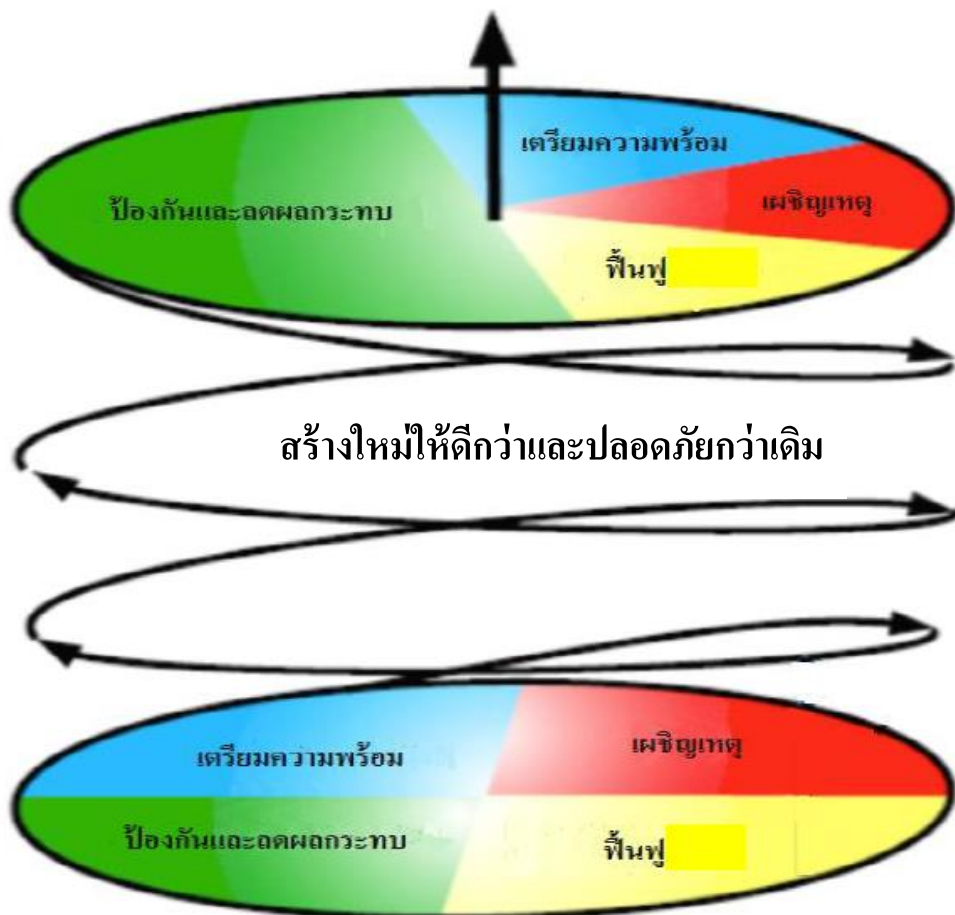 เตรียมความพร้อม
เผชิญเหตุ
ป้องกันและลดผลกระทบ
ฟื้นฟู
สร้างใหม่ให้ดีกว่าและปลอดภัยกว่าเดิม
เผชิญเหตุ
เตรียมความพร้อม
ป้องกันและลดผลกระทบ
ฟื้นฟู